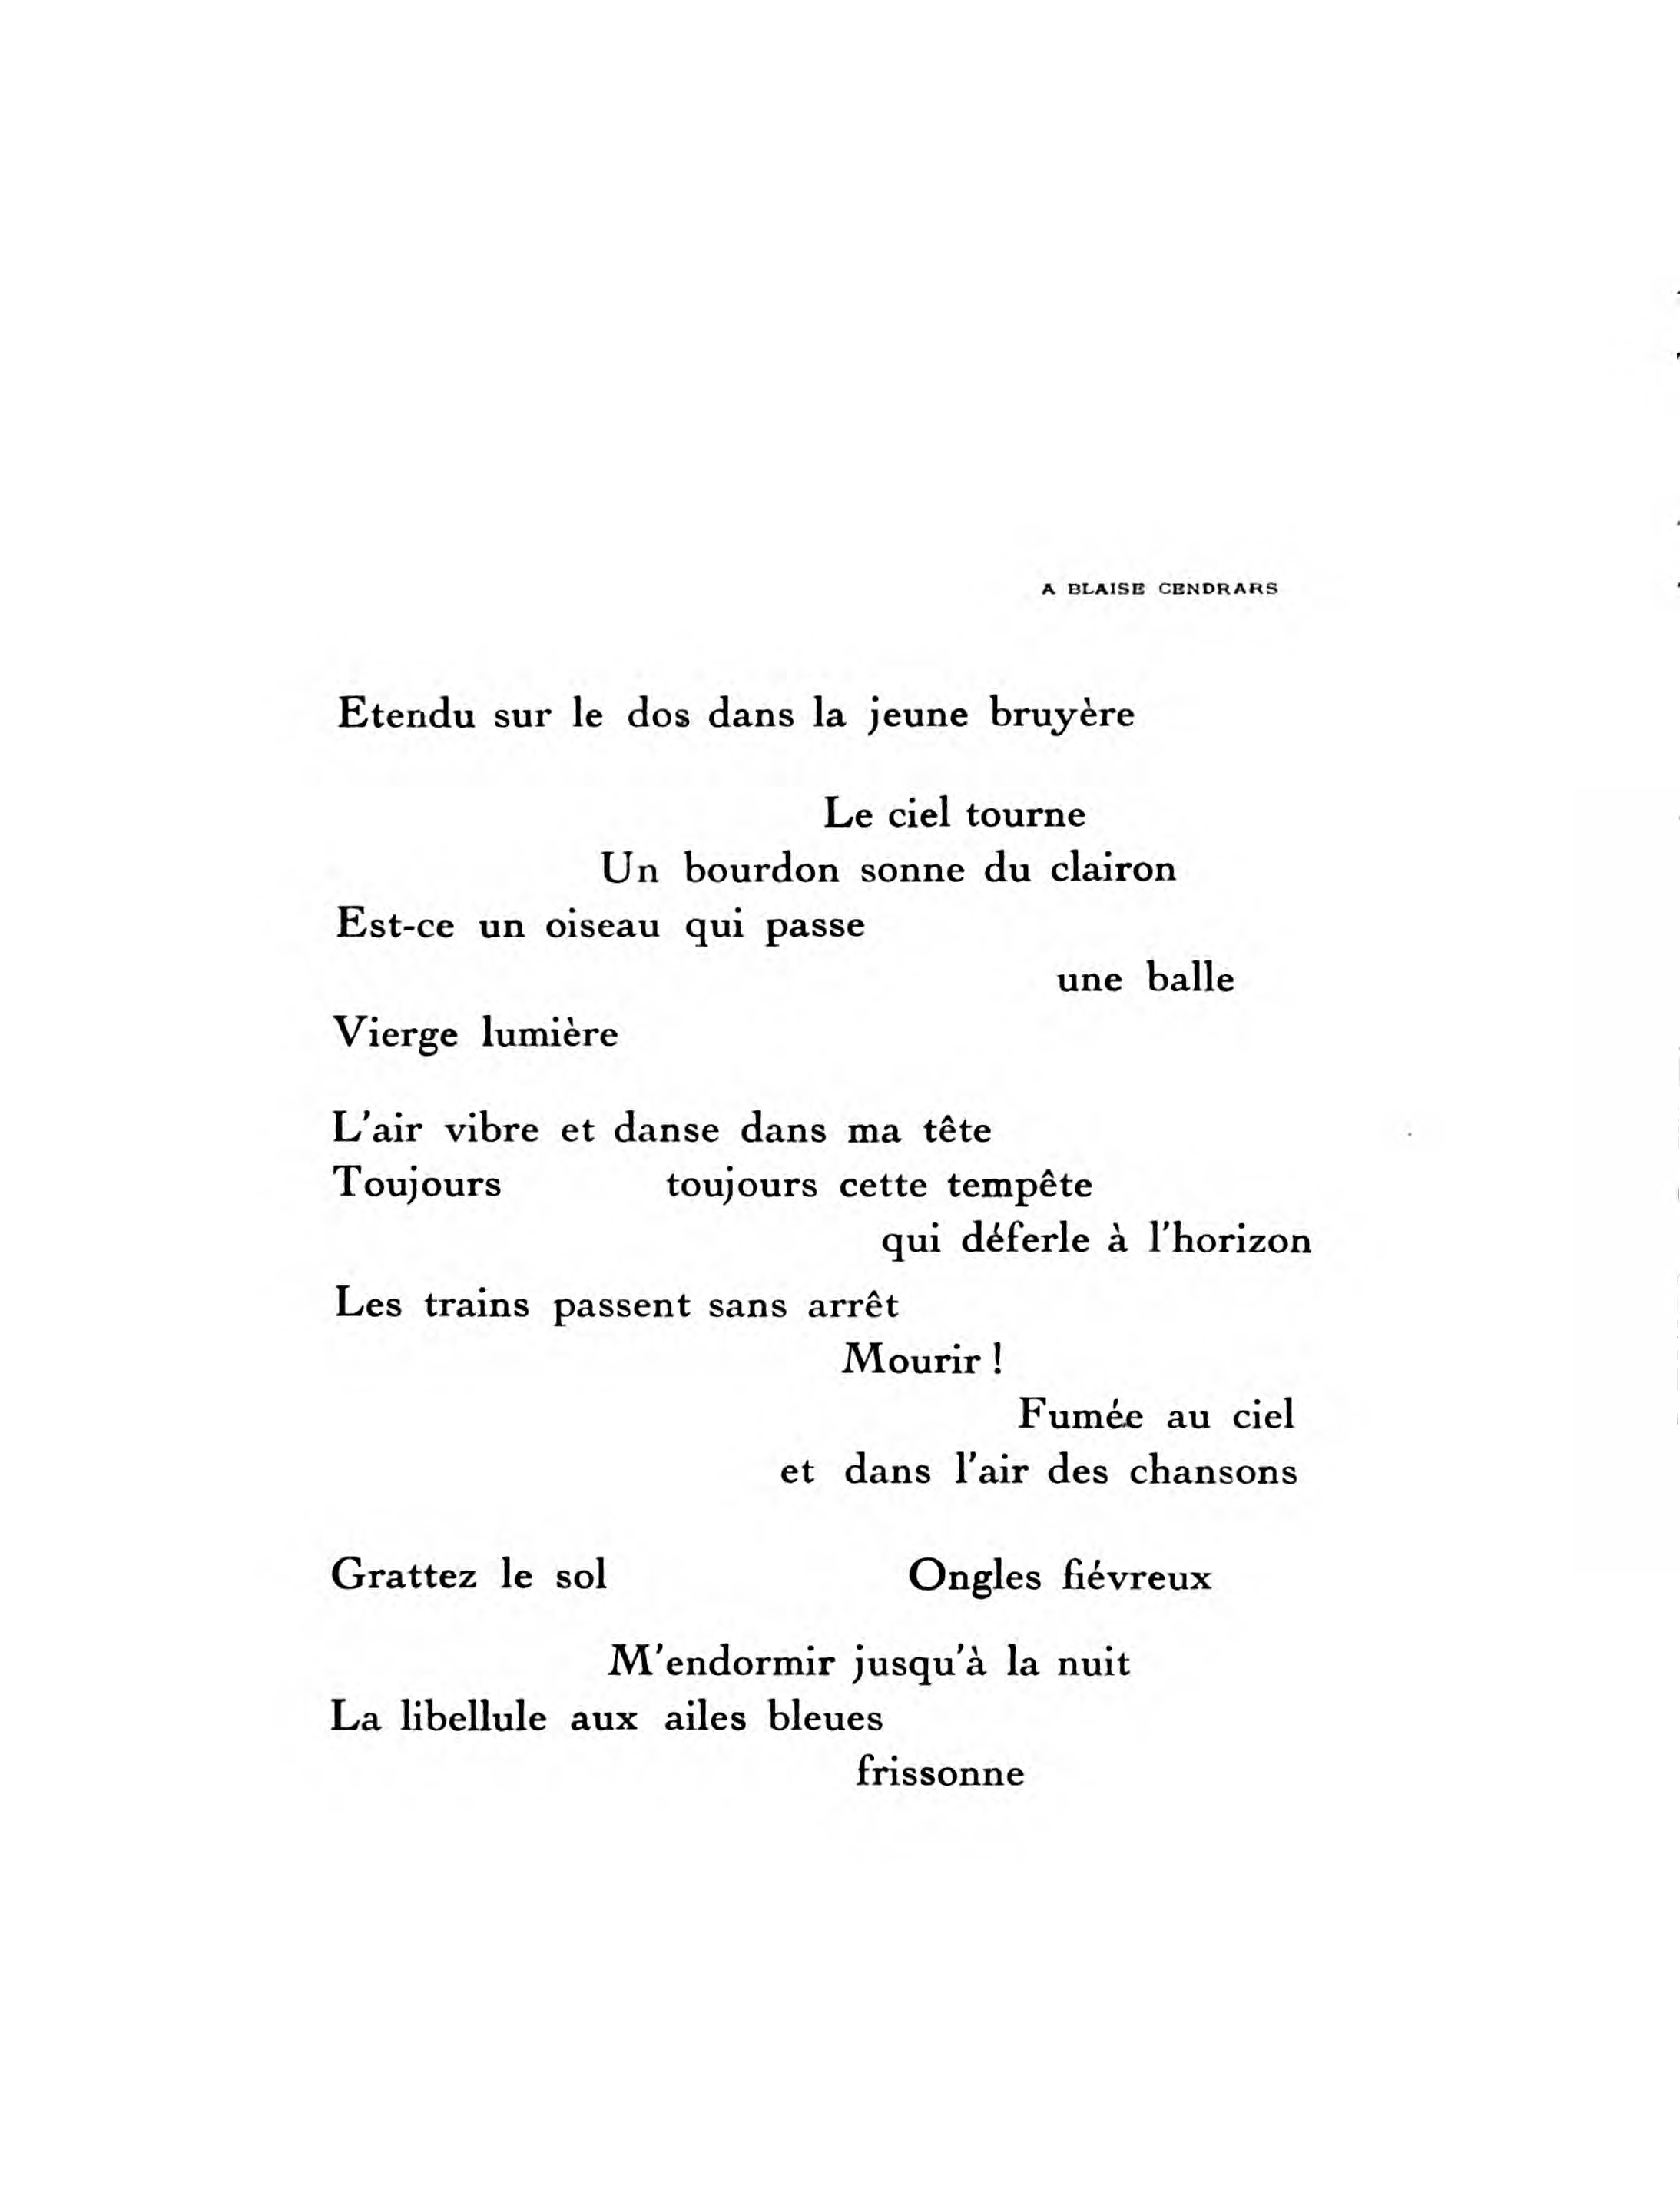 A BLAISE CENDRARS
Etendu sur le dos dans la jeune bruyère
Le ciel tourne
Un bourdon sonne du clairon
Est-ce un oiseau qui passe
une balle
Vierge lumière
L'air vibre et danse dans ma tête
Toujours toujours cette tempête
qui déferle à l'horizon
Les trains passent sans arrêt
Mourir !
Fumée au ciel
et dans l'air des chansons
Grattez le sol Ongles fiévreux
M'endormir jusqu'à la nuit
La libellule aux ailes bleues
frissonne